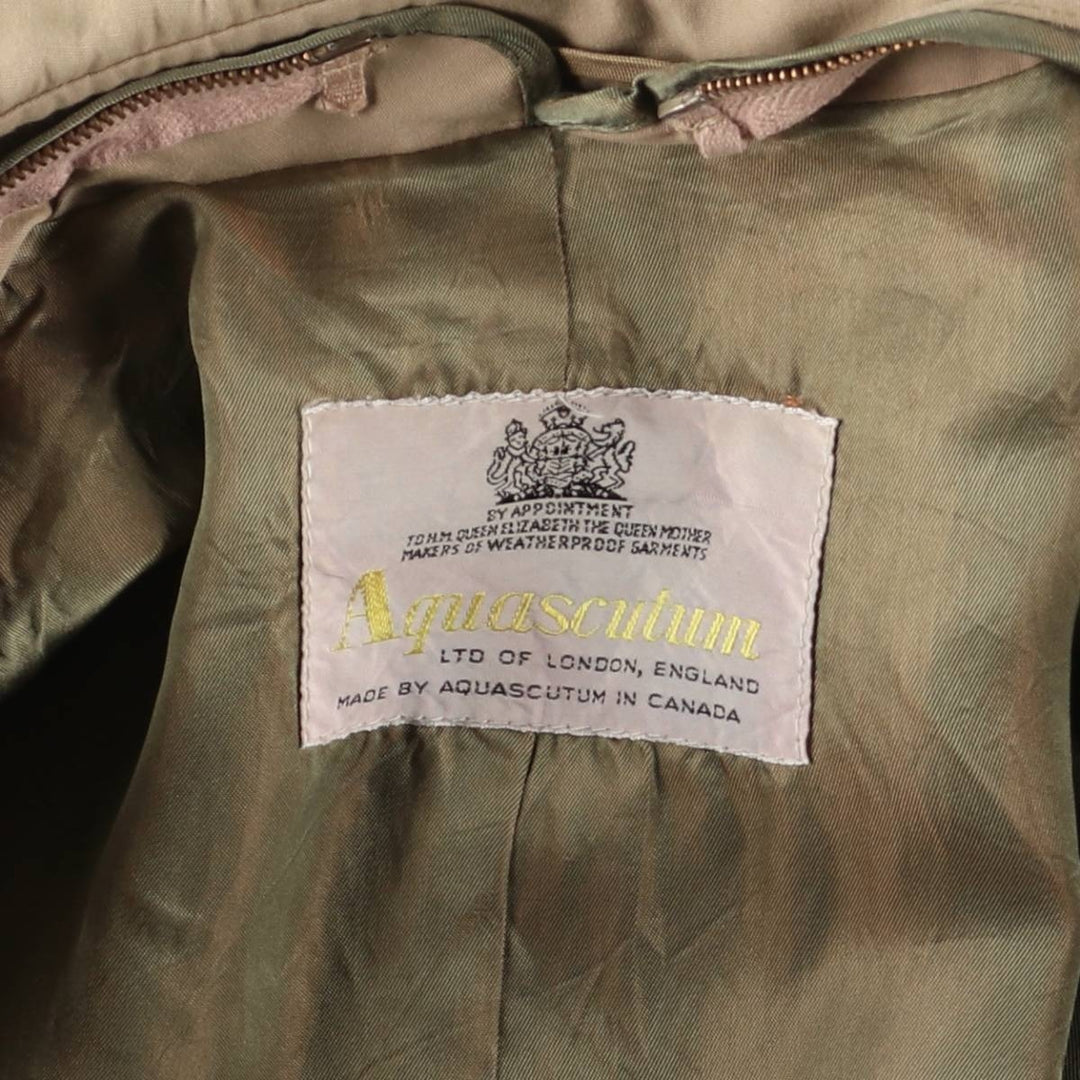 BY APPOINTMENT
TO H.M. QUEEN ELIZABETH THE QUEEN MOTHER
MAKERS OF WEATHERPROOF GARMENTS
Aquascutum
LTD OF LONDON, ENGLAND
MADE BY AQUASCUTUM IN CANADA